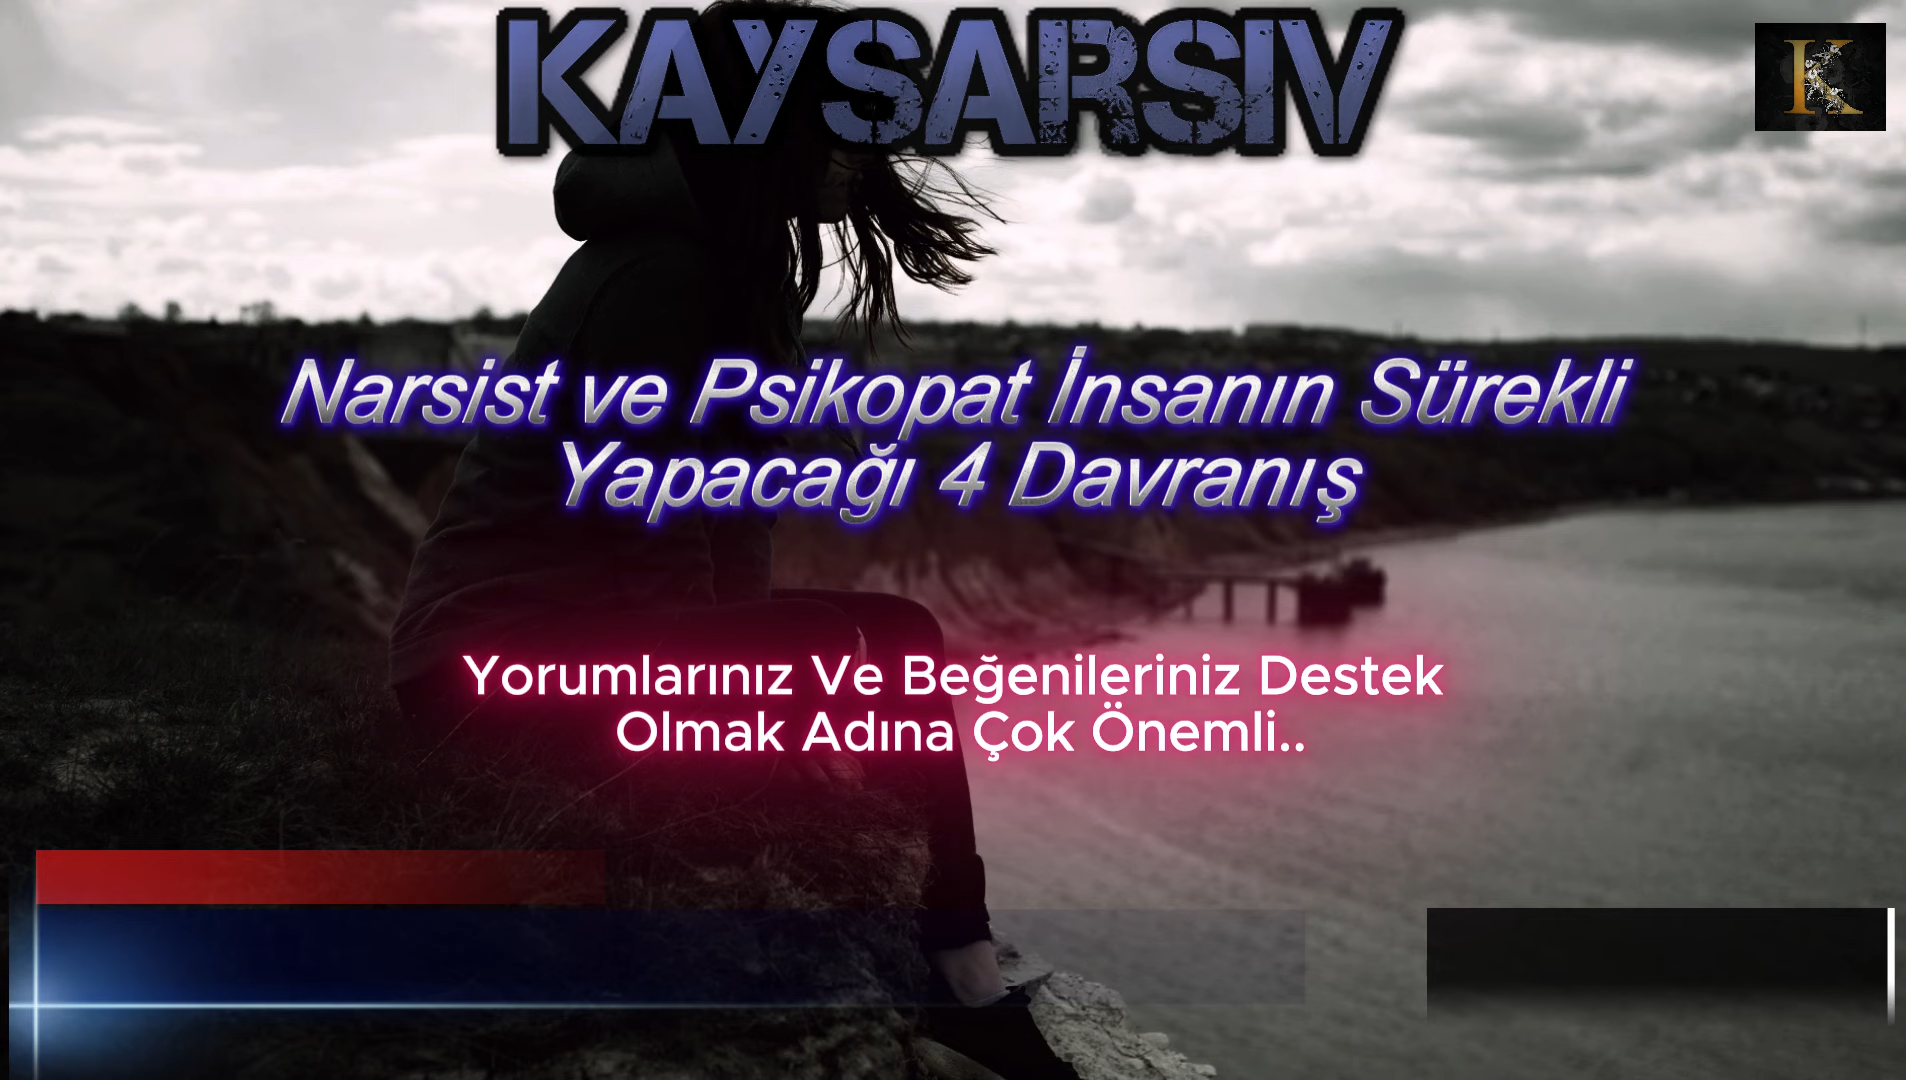 KAYSARSIV
K
Narsist ve Psikopat İnsanın Sürekli
Yapacağı 4 Davranış
Yorumlarınız Ve Beğenileriniz Destek
Olmak Adına Çok Önemli..